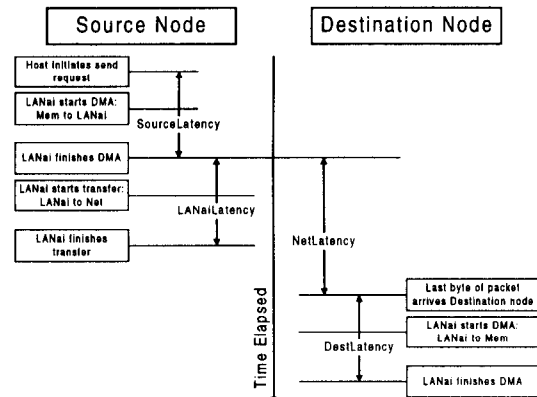 Source Node
Destination Node
Host initiates send
request
LANai starts DMA:
Mem to LANai
SourceLatency
LANai finishes DMA
LANai starts transfer:
LANai to Net
LANaiLatency
LANai finishes
transfer
NetLatency
Time Elapsed
Last byte of packet
arrives Destination node
LANai starts DMA:
LANai to Mem
DestLatency
LANai finishes DMA